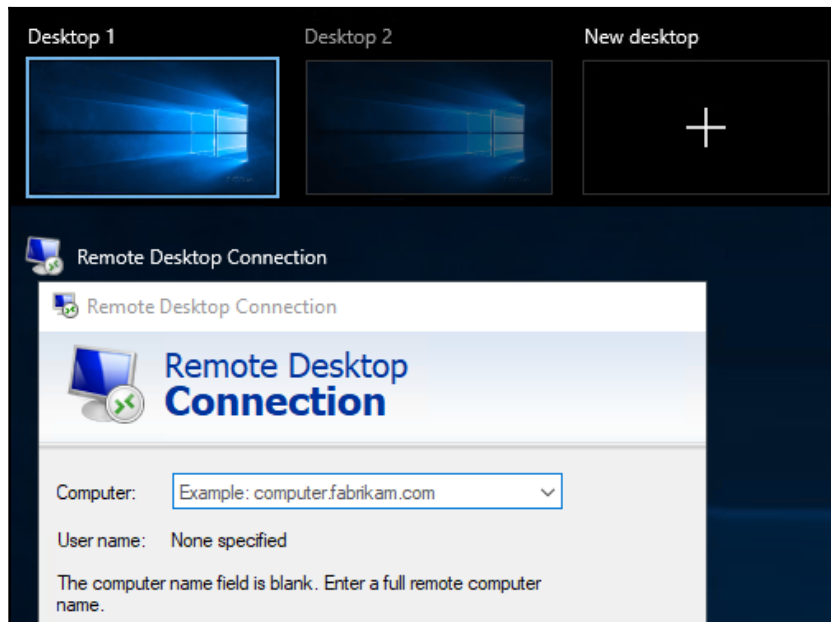 Desktop 1
Desktop 2
New desktop
Remote Desktop Connection
Remote Desktop Connection
Remote Desktop
Connection
Computer:
Example: computer.fabrikam.com
User name:
None specified
The computer name field is blank. Enter a full remote computer
name.